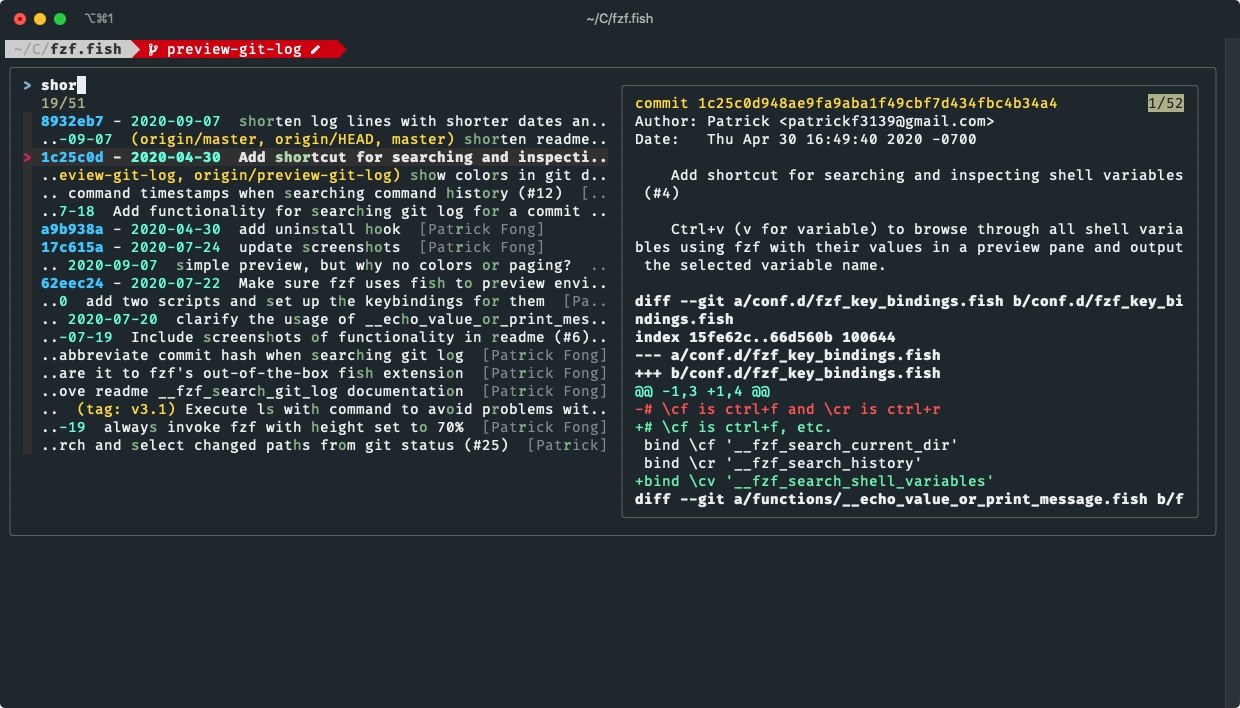 ⌥⌘1
~/C/fzf.fish
~/C/fzf.fish preview-git-log
> shor
19/51
8932eb7 - 2020-09-07  shorten log lines with shorter dates an..
..-09-07  (origin/master, origin/HEAD, master) shorten readme..
> 1c25c0d - 2020-04-30  Add shortcut for searching and inspecti..
..eview-git-log, origin/preview-git-log) show colors in git d..
.. command timestamps when searching command history (#12)  [..
..7-18  Add functionality for searching git log for a commit ..
a9b938a - 2020-04-30  add uninstall hook  [Patrick Fong]
17c615a - 2020-07-24  update screenshots  [Patrick Fong]
.. 2020-09-07  simple preview, but why no colors or paging?  ..
62eec24 - 2020-07-22  Make sure fzf uses fish to preview envi..
..0  add two scripts and set up the keybindings for them  [Pa..
.. 2020-07-20  clarify the usage of __echo_value_or_print_mes..
..-07-19  Include screenshots of functionality in readme (#6)..
..abbreviate commit hash when searching git log  [Patrick Fong]
..are it to fzf's out-of-the-box fish extension  [Patrick Fong]
..ove readme __fzf_search_git_log documentation  [Patrick Fong]
..  (tag: v3.1) Execute ls with command to avoid problems wit..
..-19  always invoke fzf with height set to 70%  [Patrick Fong]
..rch and select changed paths from git status (#25)  [Patrick]
commit 1c25c0d948ae9fa9aba1f49cbf7d434fbc4b34a4 1/52
Author: Patrick <patrickf3139@gmail.com>
Date:   Thu Apr 30 16:49:40 2020 -0700
Add shortcut for searching and inspecting shell variables
(#4)
Ctrl+v (v for variable) to browse through all shell varia
bles using fzf with their values in a preview pane and output
the selected variable name.
diff --git a/conf.d/fzf_key_bindings.fish b/conf.d/fzf_key_bi
ndings.fish
index 15fe62c..66d560b 100644
--- a/conf.d/fzf_key_bindings.fish
+++ b/conf.d/fzf_key_bindings.fish
@@ -1,3 +1,4 @@
-# \cf is ctrl+f and \cr is ctrl+r
+# \cf is ctrl+f, etc.
bind \cf '__fzf_search_current_dir'
bind \cr '__fzf_search_history'
+bind \cv '__fzf_search_shell_variables'
diff --git a/functions/__echo_value_or_print_message.fish b/f